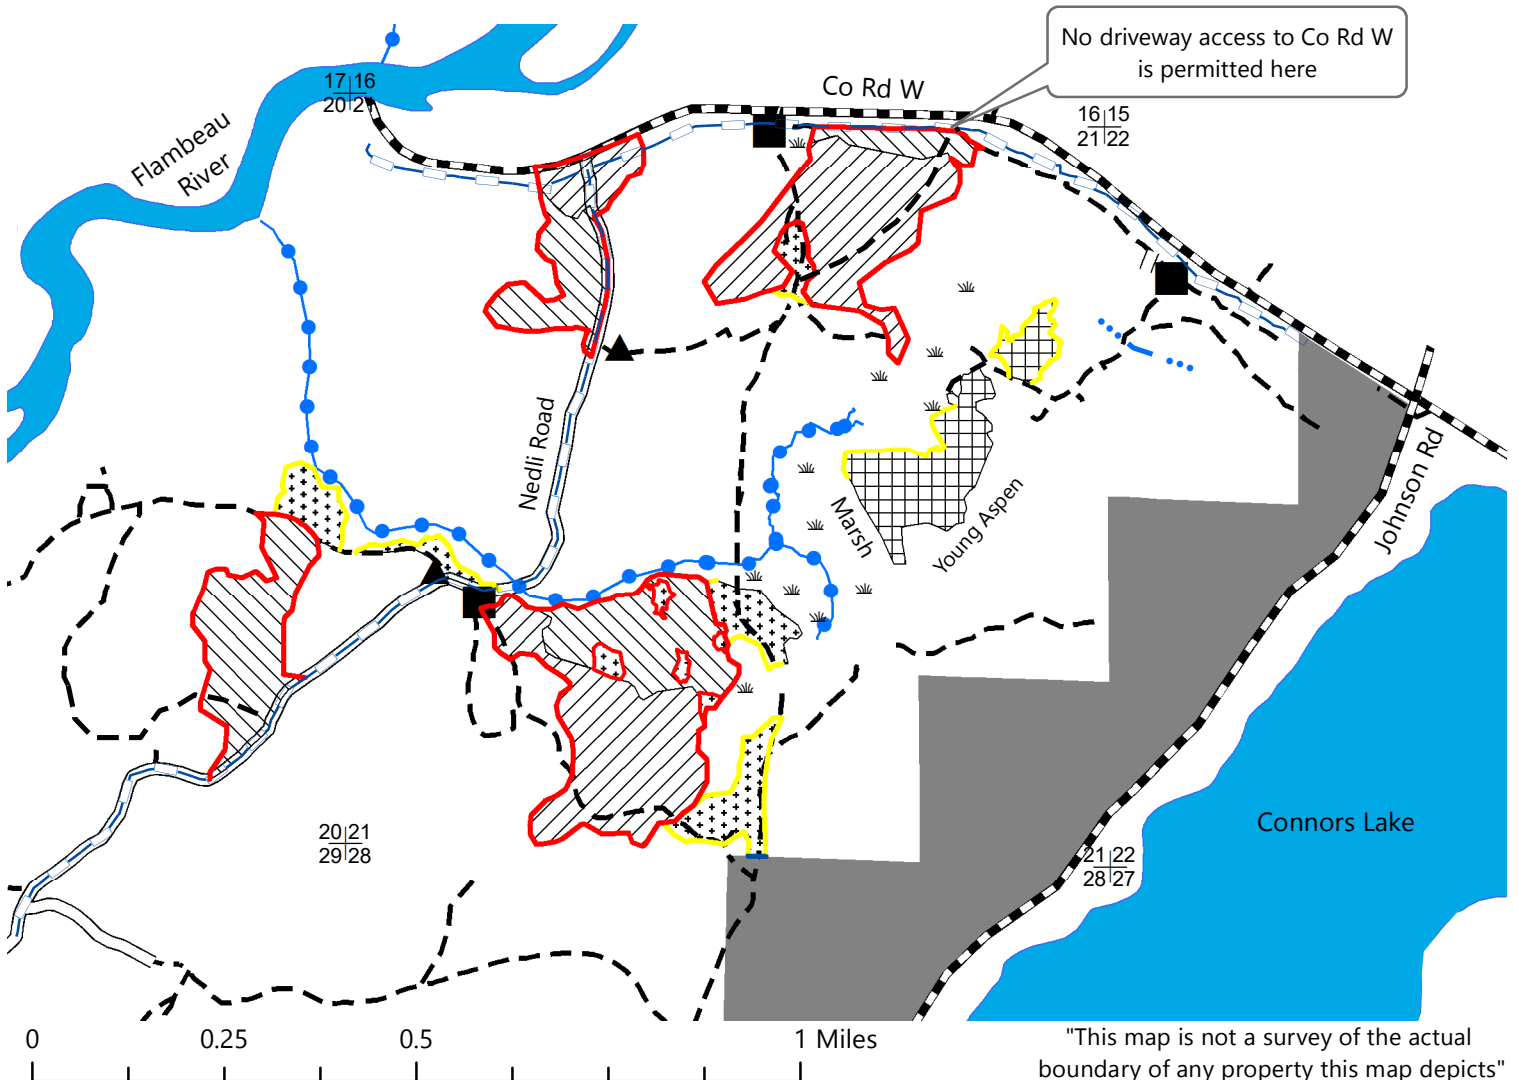 No driveway access to Co Rd W
is permitted here
Co Rd W
17 16
20 2
16 15
21 22
Flambeau
River
Nedli Road
Marsh
Young Aspen
Johnson Rd
Connors Lake
20 21
29 28
21 22
28 27
0 0.25 0.5 1 Miles
"This map is not a survey of the actual
boundary of any property this map depicts"